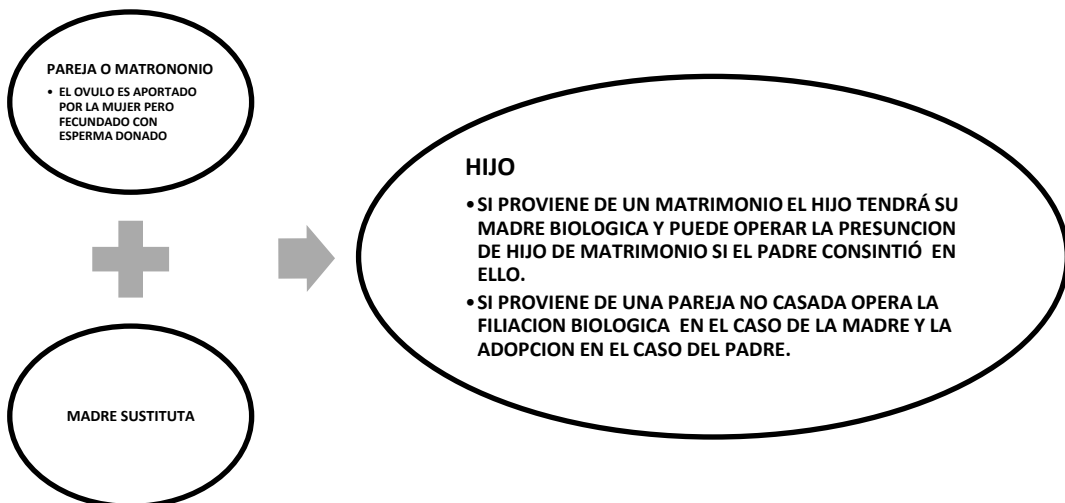 PAREJA O MATRONONIO
• EL OVULO ES APORTADO
POR LA MUJER PERO
FECUNDADO CON
ESPERMA DONADO
MADRE SUSTITUTA
HIJO
• SI PROVIENE DE UN MATRIMONIO EL HIJO TENDRÁ SU
MADRE BIOLOGICA Y PUEDE OPERAR LA PRESUNCION
DE HIJO DE MATRIMONIO SI EL PADRE CONSINTIÓ EN
ELLO.
• SI PROVIENE DE UNA PAREJA NO CASADA OPERA LA
FILIACION BIOLOGICA EN EL CASO DE LA MADRE Y LA
ADOPCION EN EL CASO DEL PADRE.